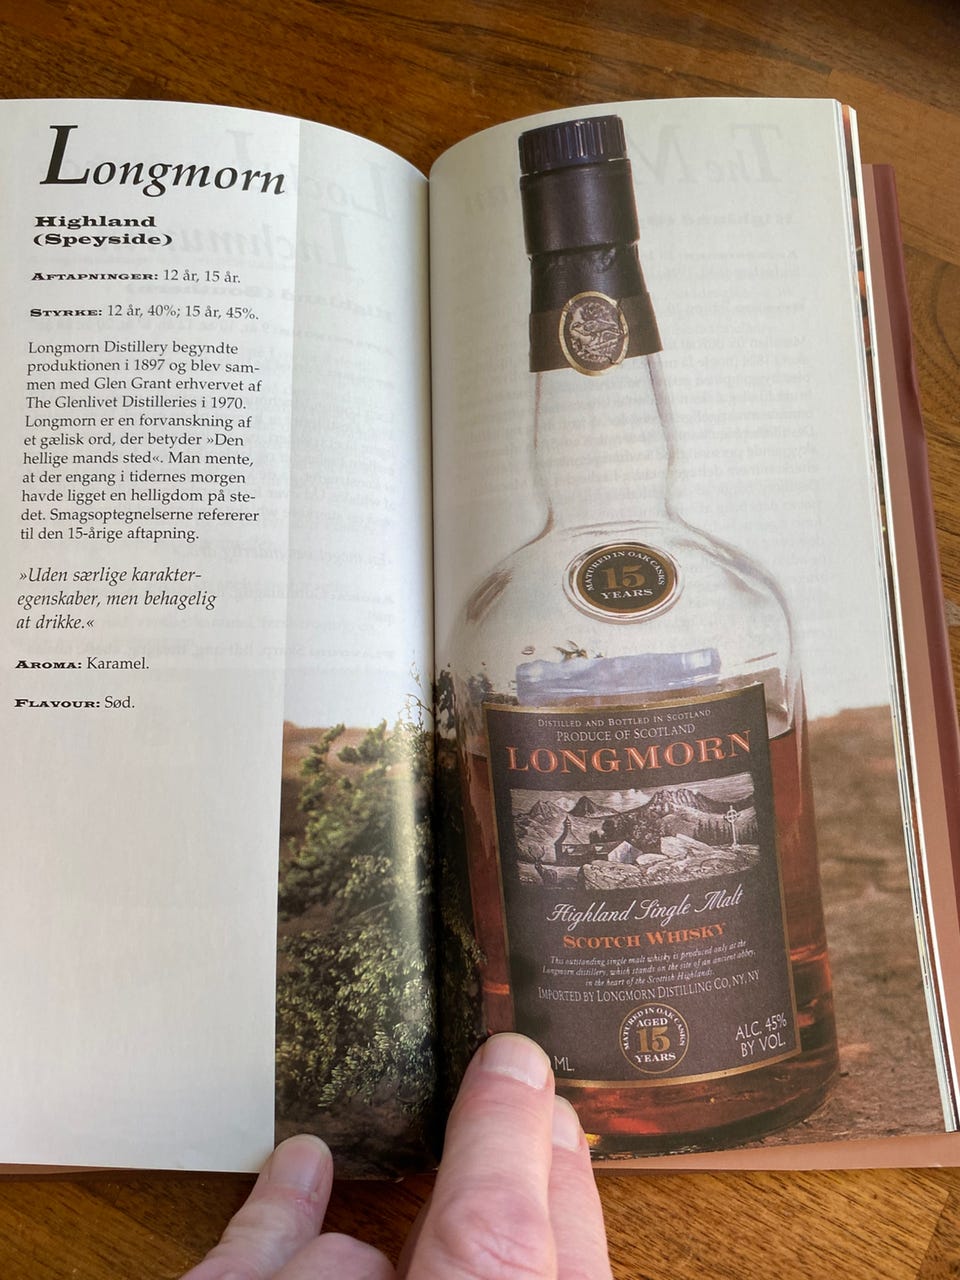 Longmorn
Highland
(Speyside)
Aftapninger: 12 år, 15 år.
Styrke: 12 år, 40%; 15 år, 45%.
Longmorn Distillery begyndte
produktionen i 1897 og blev sam-
men med Glen Grant erhvervet af
The Glenlivet Distilleries i 1970.
Longmorn er en forvanskning af
et gælisk ord, der betyder »Den
hellige mands sted«. Man mente,
at der engang i tidernes morgen
havde ligget en helligdom på ste-
det. Smagsoptegnelserne refererer
til den 15-årige aftapning.
»Uden særlige karakter-
egenskaber, men behagelig
at drikke.«
Aroma: Karamel.
Flavour: Sød.
MATURED IN OAK CASKS
15
YEARS
Distilled and Bottled in Scotland
Produce of Scotland
LONGMORN
Highland Single Malt
Scotch Whisky
This outstanding single malt whisky is produced only at the
Longmorn distillery, which stands on the site of an ancient abbey,
in the heart of the Scottish Highlands.
Imported by Longmorn Distilling Co, NY, NY
MATURED IN OAK CASKS
AGED
15
YEARS
ML.
ALC. 45%
BY VOL.